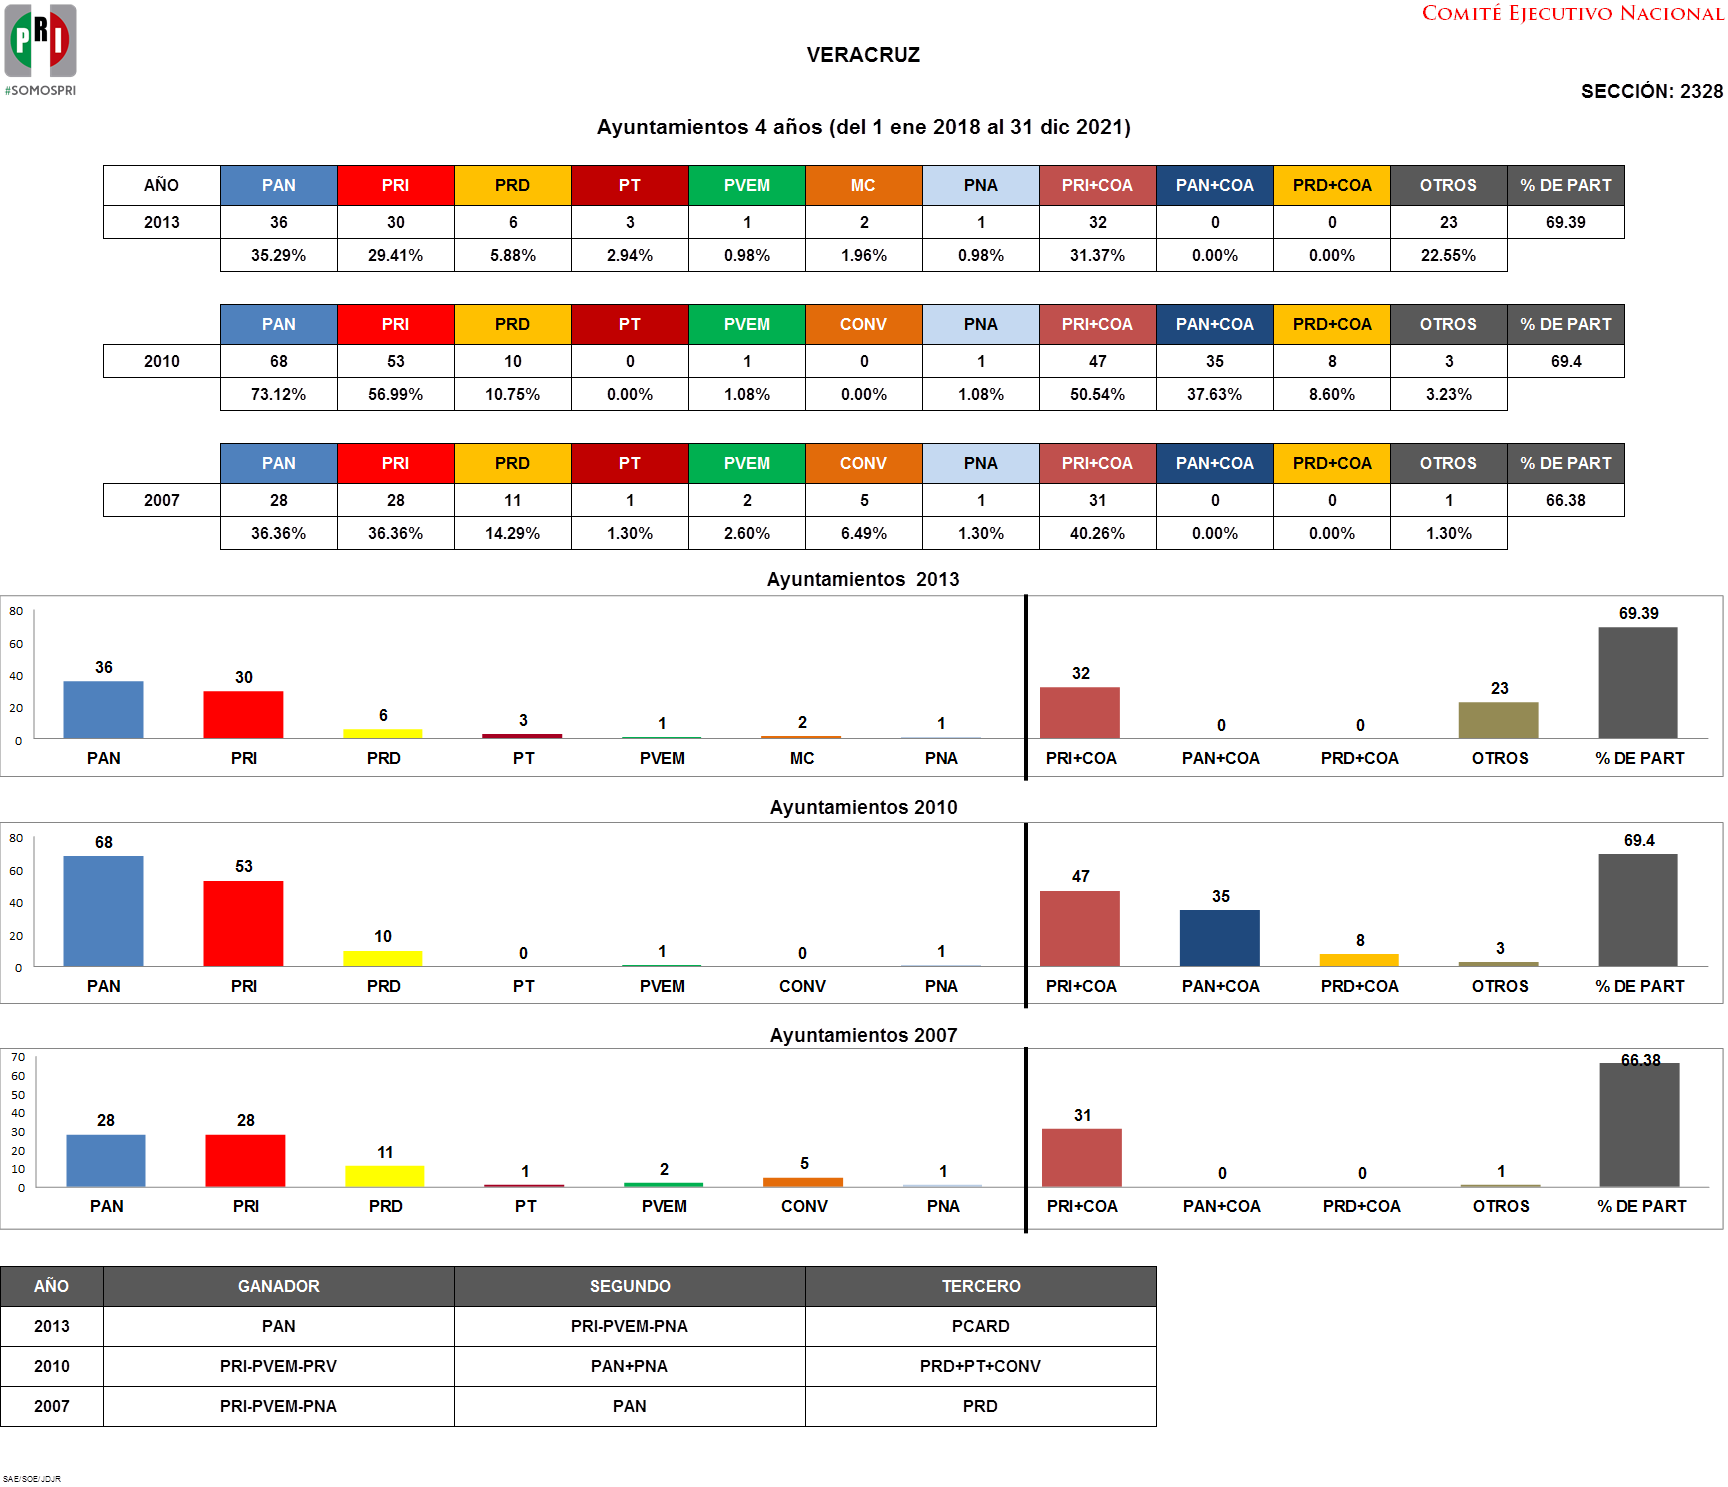 PRI
#SOMOSPRI
COMITÉ EJECUTIVO NACIONAL
VERACRUZ
SECCIÓN: 2328
Ayuntamientos 4 años (del 1 ene 2018 al 31 dic 2021)
AÑO PAN PRI PRD PT PVEM MC PNA PRI+COA PAN+COA PRD+COA OTROS % DE PART
2013 36 30 6 3 1 2 1 32 0 0 23 69.39
35.29% 29.41% 5.88% 2.94% 0.98% 1.96% 0.98% 31.37% 0.00% 0.00% 22.55%
PAN PRI PRD PT PVEM CONV PNA PRI+COA PAN+COA PRD+COA OTROS % DE PART
2010 68 53 10 0 1 0 1 47 35 8 3 69.4
73.12% 56.99% 10.75% 0.00% 1.08% 0.00% 1.08% 50.54% 37.63% 8.60% 3.23%
PAN PRI PRD PT PVEM CONV PNA PRI+COA PAN+COA PRD+COA OTROS % DE PART
2007 28 28 11 1 2 5 1 31 0 0 1 66.38
36.36% 36.36% 14.29% 1.30% 2.60% 6.49% 1.30% 40.26% 0.00% 0.00% 1.30%
Ayuntamientos 2013
80
60
40
20
0
36 30 6 3 1 2 1 32 0 0 23 69.39
PAN PRI PRD PT PVEM MC PNA PRI+COA PAN+COA PRD+COA OTROS % DE PART
Ayuntamientos 2010
80
60
40
20
0
68 53 10 0 1 0 1 47 35 8 3 69.4
PAN PRI PRD PT PVEM CONV PNA PRI+COA PAN+COA PRD+COA OTROS % DE PART
Ayuntamientos 2007
70
60
50
40
30
20
10
0
28 28 11 1 2 5 1 31 0 0 1 66.38
PAN PRI PRD PT PVEM CONV PNA PRI+COA PAN+COA PRD+COA OTROS % DE PART
AÑO GANADOR SEGUNDO TERCERO
2013 PAN PRI-PVEM-PNA PCARD
2010 PRI-PVEM-PRV PAN+PNA PRD+PT+CONV
2007 PRI-PVEM-PNA PAN PRD
SAE/SOE/JDJR